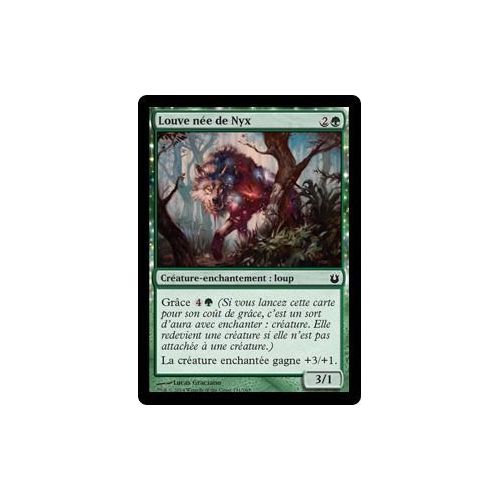 Louve née de Nyx 2
Créature-enchantement : loup
Grâce 4 (Si vous lancez cette carte
pour son coût de grâce, c'est un sort
d'aura avec enchanter : créature. Elle
redevient une créature si elle n'est pas
attachée à une créature.)
La créature enchantée gagne +3/+1.
Lucas Graciano
3/1